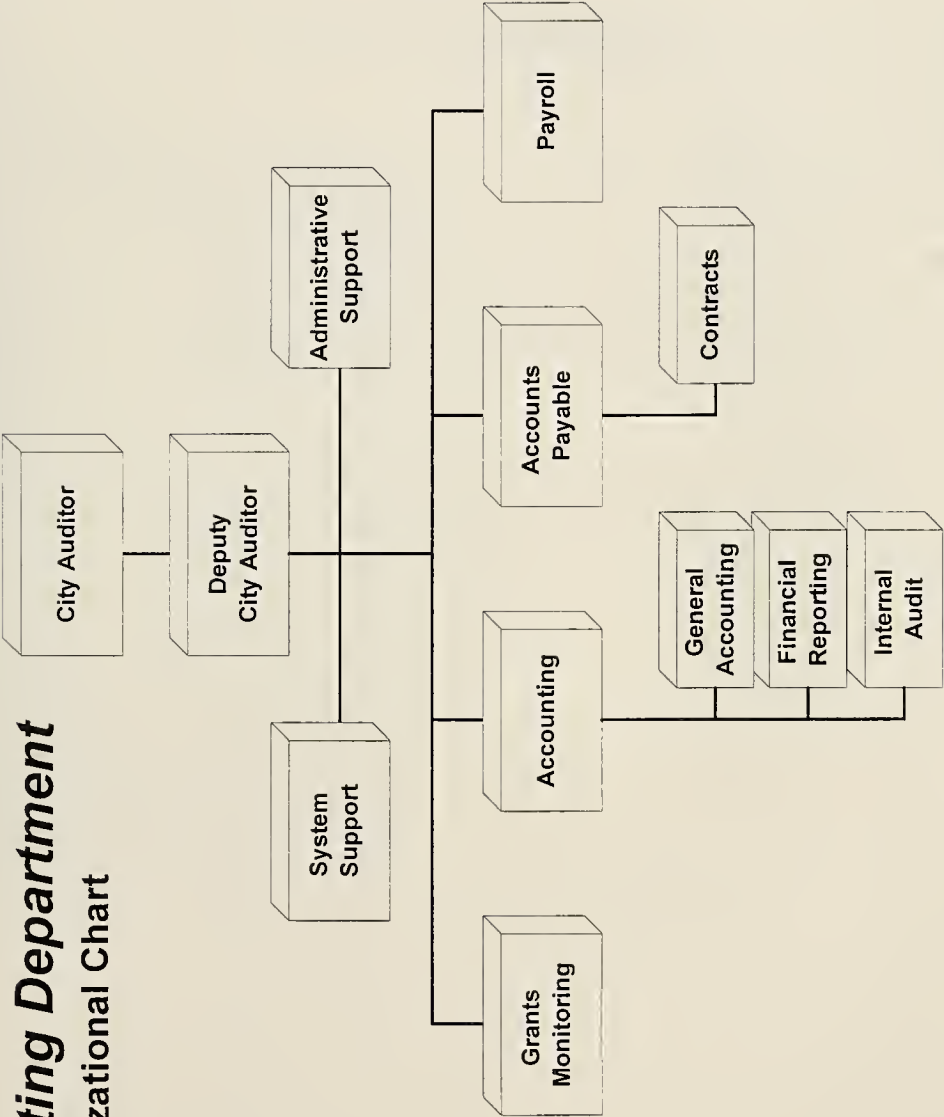 ting Department
zational Chart
City Auditor
Deputy
City Auditor
System
Support
Administrative
Support
Grants
Monitoring
Accounting
Accounts
Payable
Payroll
General
Accounting
Financial
Reporting
Internal
Audit
Contracts